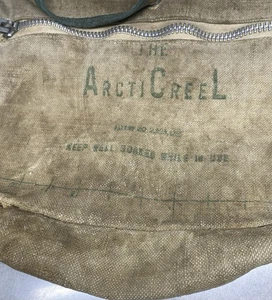 THE
ARCTICREEL
KEEP WELL SOAKED WHILE IN USE